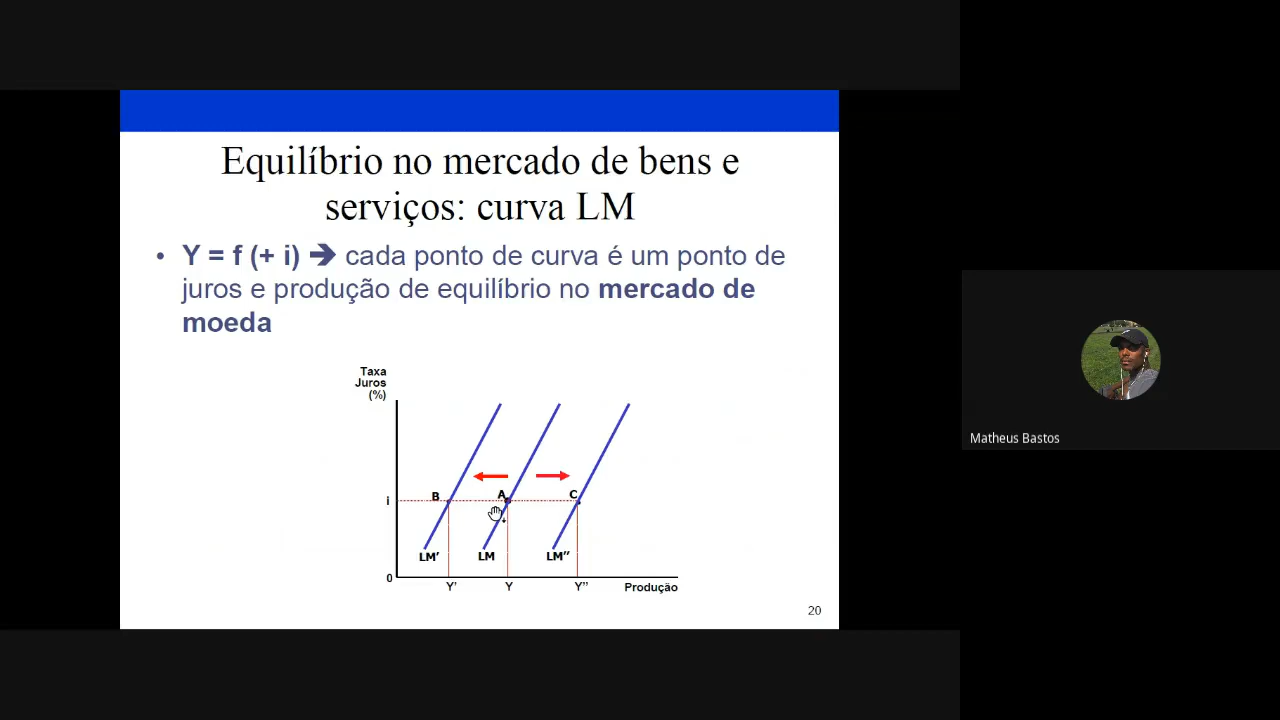 Equilíbrio no mercado de bens e
serviços: curva LM
• Y = f (+ i) ➔ cada ponto de curva é um ponto de
juros e produção de equilíbrio no mercado de
moeda
Taxa
Juros
(%)
B
A
C
i
LM’
LM
LM’’
0
Y’
Y
Y’’
Produção
20
Matheus Bastos